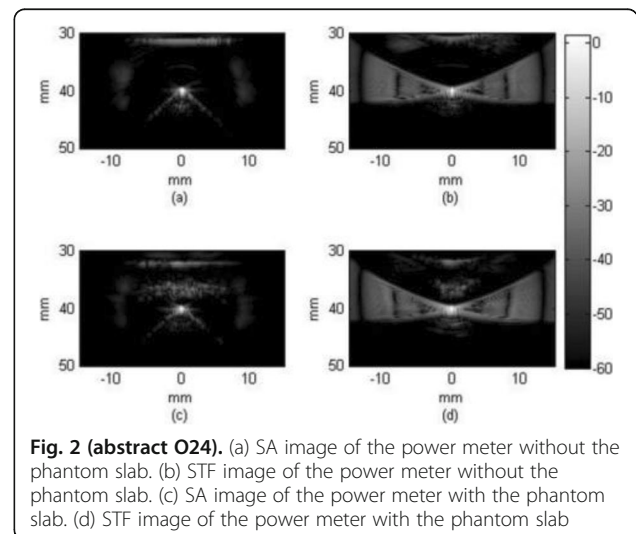 30
40
50
mm
-10 0 10
mm
(a)
30
40
50
mm
-10 0 10
mm
(b)
0
-10
-20
-30
-40
-50
-60
30
40
50
mm
-10 0 10
mm
(c)
30
40
50
mm
-10 0 10
mm
(d)
Fig. 2 (abstract O24). (a) SA image of the power meter without the
phantom slab. (b) STF image of the power meter without the
phantom slab. (c) SA image of the power meter with the phantom
slab. (d) STF image of the power meter with the phantom slab